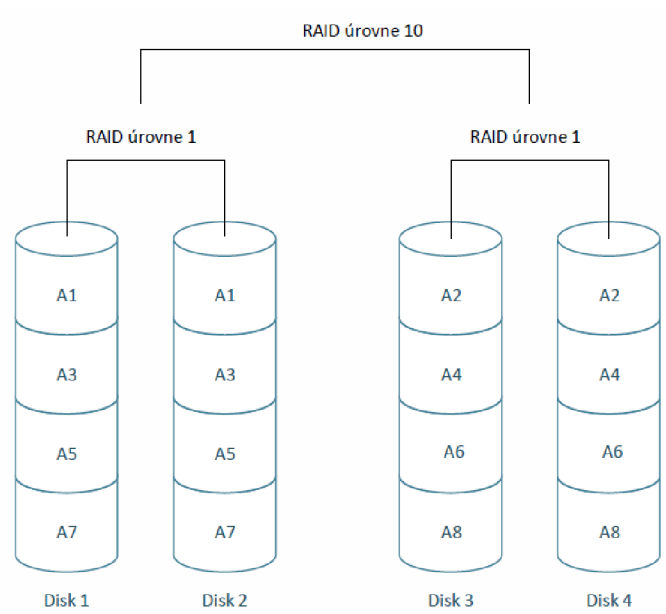 RAID úrovne 10
RAID úrovne 1 RAID úrovne 1
A1 A1 A2 A2
A3 A3 A4 A4
A5 A5 A6 A6
A7 A7 A8 A8
Disk 1 Disk 2 Disk 3 Disk 4